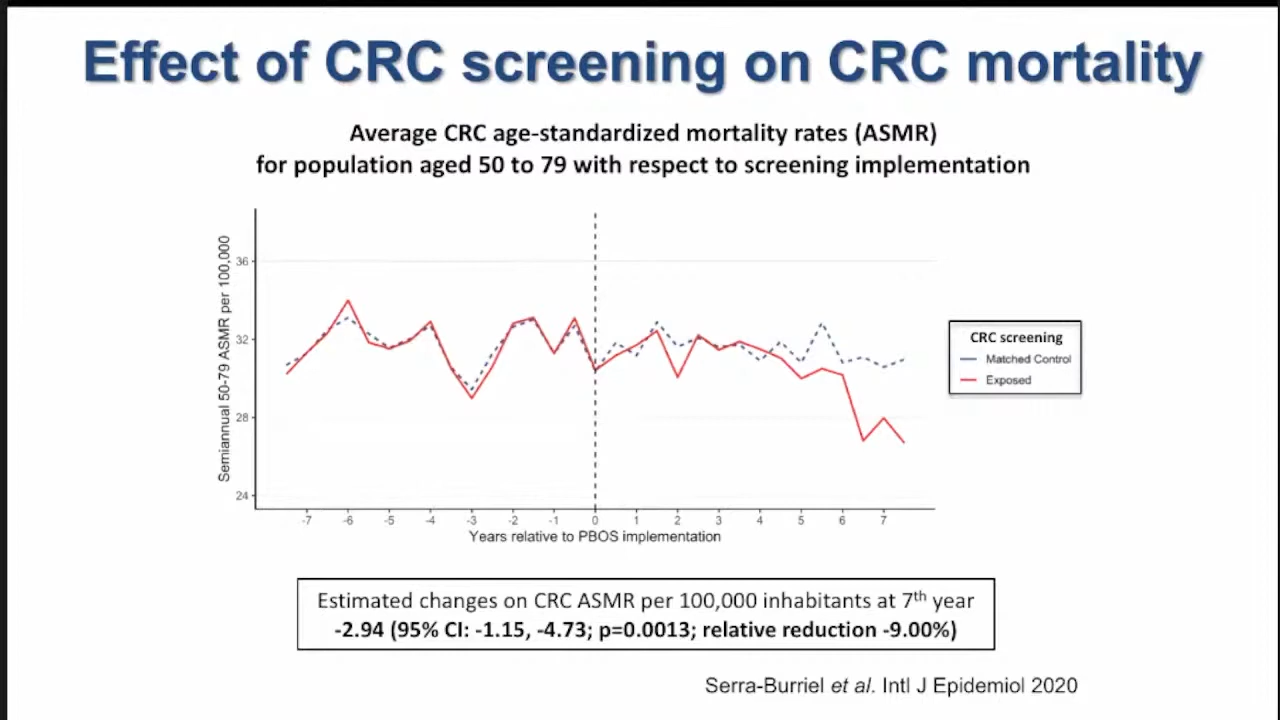 Effect of CRC screening on CRC mortality
Average CRC age-standardized mortality rates (ASMR)
for population aged 50 to 79 with respect to screening implementation
Semiannual 50-79 ASMR per 100,000
36
32
28
24
-7 -6 -5 -4 -3 -2 -1 0 1 2 3 4 5 6 7
Years relative to PBOS implementation
CRC screening
Matched Control
Exposed
Estimated changes on CRC ASMR per 100,000 inhabitants at 7th year
-2.94 (95% CI: -1.15, -4.73; p=0.0013; relative reduction -9.00%)
Serra-Burriel et al. Intl J Epidemiol 2020